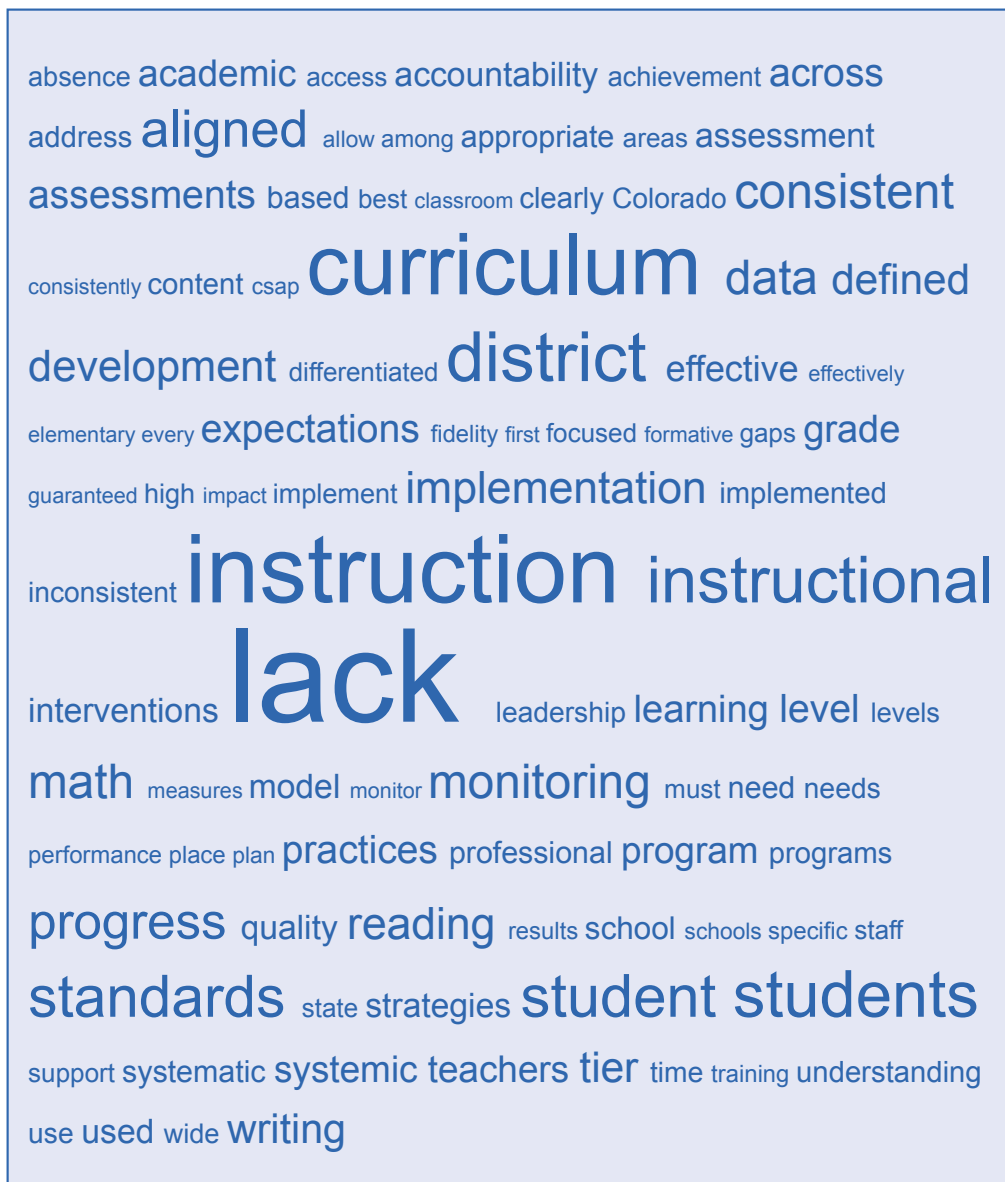 absence academic access accountability achievement across
address aligned allow among appropriate areas assessment
assessments based best classroom clearly Colorado consistent
consistently content csap curriculum data defined
development differentiated district effective effectively
elementary every expectations fidelity first focused formative gaps grade
guaranteed high impact implement implementation implemented
inconsistent instruction instructional
interventions lack leadership learning level levels
math measures model monitor monitoring must need needs
performance place plan practices professional program programs
progress quality reading results school schools specific staff
standards state strategies student students
support systematic systemic teachers tier time training understanding
use used wide writing